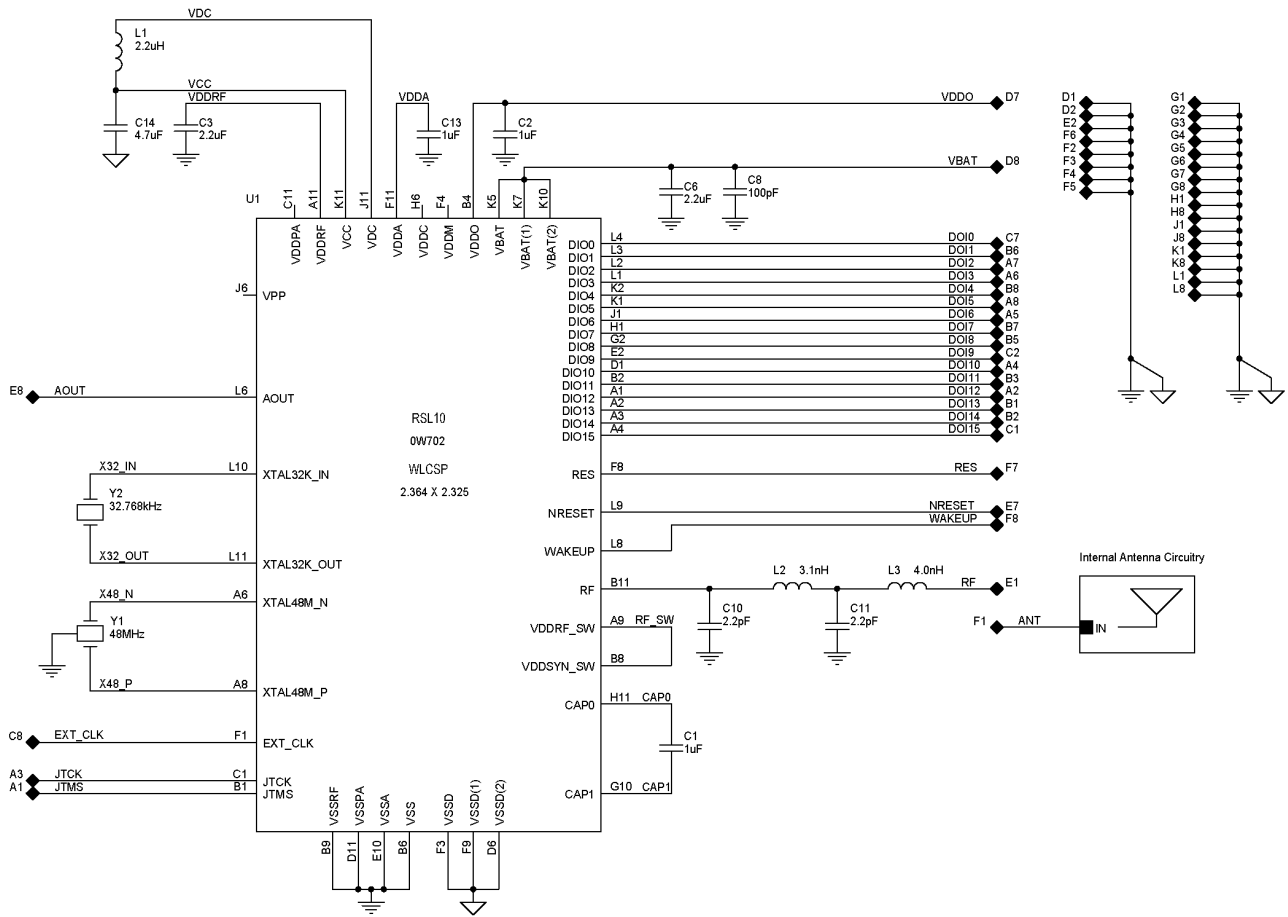 VDC
L1
2.2uH
VCC
VDDRF
C14
4.7uF
C3
2.2uF
VDDA
C13
1uF
C2
1uF
VDDO
D7
VBAT
D8
C6
2.2uF
C8
100pF
D1
D2
E2
F6
F2
F3
F4
F5
G1
G2
G3
G4
G5
G6
G7
G8
H1
H8
J1
J8
K1
K8
L1
L8
U1
C11
A11
K11
J11
F11
H6
F4
B4
K5
K7
K10
VDDPA
VDDRF
VCC
VDC
VDDA
VDDC
VDDM
VDDO
VBAT
VBAT(1)
VBAT(2)
DIO0 L4 DOI0 C7
DIO1 L3 DOI1 B6
DIO2 L2 DOI2 A7
DIO3 L1 DOI3 A6
DIO4 K2 DOI4 B8
DIO5 K1 DOI5 A8
DIO6 J1 DOI6 A5
DIO7 H1 DOI7 B7
DIO8 G2 DOI8 B5
DIO9 E2 DOI9 C2
DIO10 D1 DOI10 A4
DIO11 B2 DOI11 B3
DIO12 A1 DOI12 A2
DIO13 A2 DOI13 B1
DIO14 A3 DOI14 B2
DIO15 A4 DOI15 C1
J6 VPP
E8 AOUT L6 AOUT
RSL10
0W702
WLCSP
2.364 X 2.325
X32_IN L10 XTAL32K_IN
Y2
32.768kHz
X32_OUT L11 XTAL32K_OUT
X48_N A6 XTAL48M_N
Y1
48MHz
X48_P A8 XTAL48M_P
C8 EXT_CLK F1 EXT_CLK
A3 JTCK C1 JTCK
A1 JTMS B1 JTMS
RES F8 RES F7
NRESET L9 NRESET E7
WAKEUP F8
WAKEUP L8
RF B11
L2 3.1nH
L3 4.0nH
RF E1
C10
2.2pF
C11
2.2pF
F1 ANT
Internal Antenna Circuitry
IN
VDDRF_SW A9 RF_SW
VDDSYN_SW B8
CAP0 H11 CAP0
C1
1uF
CAP1 G10 CAP1
VSSRF
VSSPA
VSSA
VSS
VSSD
VSSD(1)
VSSD(2)
B9
D11
E10
B6
F3
F9
D6